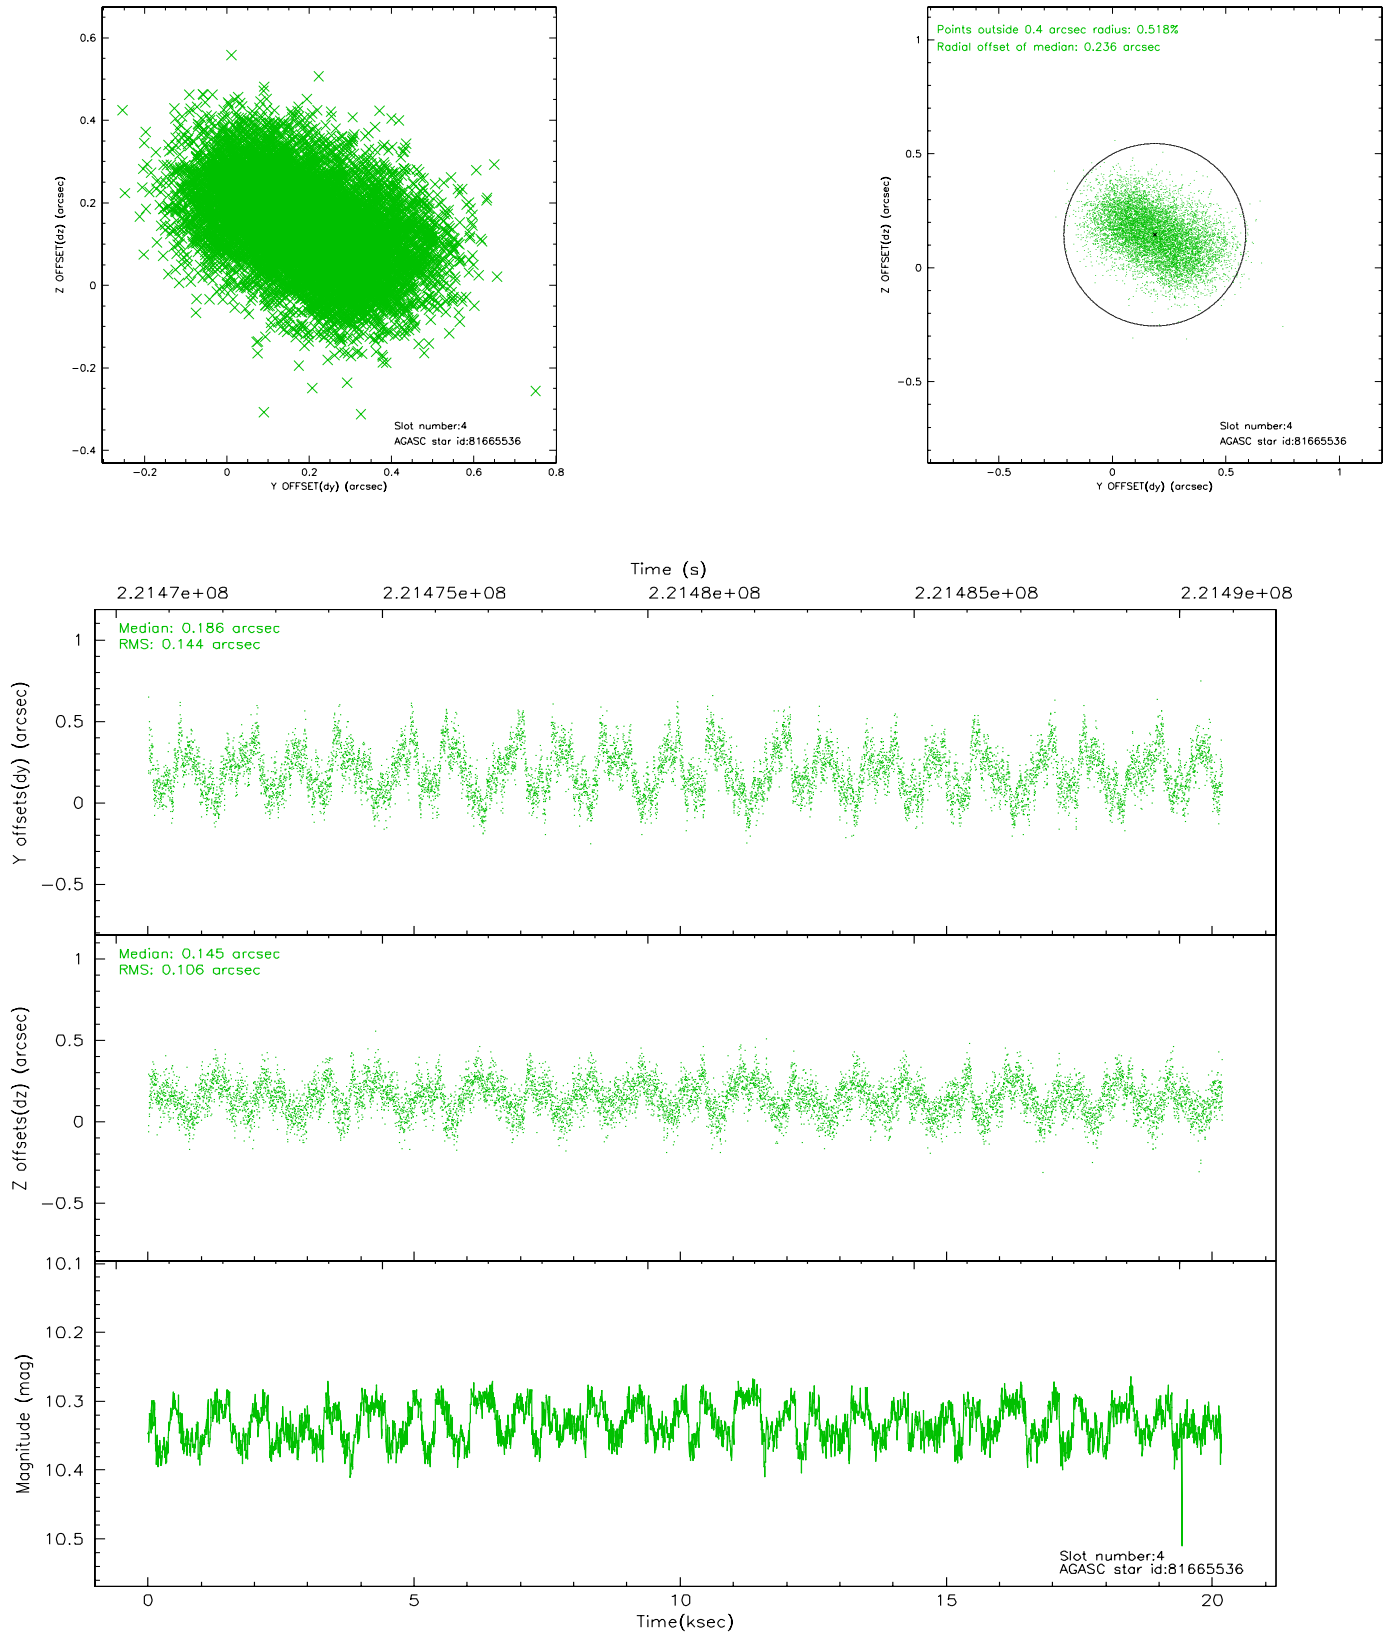 0.6
0.4
0.2
0
-0.2
-0.4
Z OFFSET(dz) (arcsec)
-0.2 0 0.2 0.4 0.6 0.8
Y OFFSET(dy) (arcsec)
Slot number:4
AGASC star id:81665536
Points outside 0.4 arcsec radius: 0.518%
Radial offset of median: 0.236 arcsec
1
0.5
0
-0.5
Z OFFSET(dz) (arcsec)
-0.5 0 0.5 1
Y OFFSET(dy) (arcsec)
Slot number:4
AGASC star id:81665536
Time (s)
2.2147e+08 2.21475e+08 2.2148e+08 2.21485e+08 2.2149e+08
Median: 0.186 arcsec
RMS: 0.144 arcsec
1
0.5
0
-0.5
Y offsets(dy) (arcsec)
Median: 0.145 arcsec
RMS: 0.106 arcsec
1
0.5
0
-0.5
Z offsets(dz) (arcsec)
10.1
10.2
10.3
10.4
10.5
Magnitude (mag)
Slot number:4
AGASC star id:81665536
0 5 10 15 20
Time(ksec)